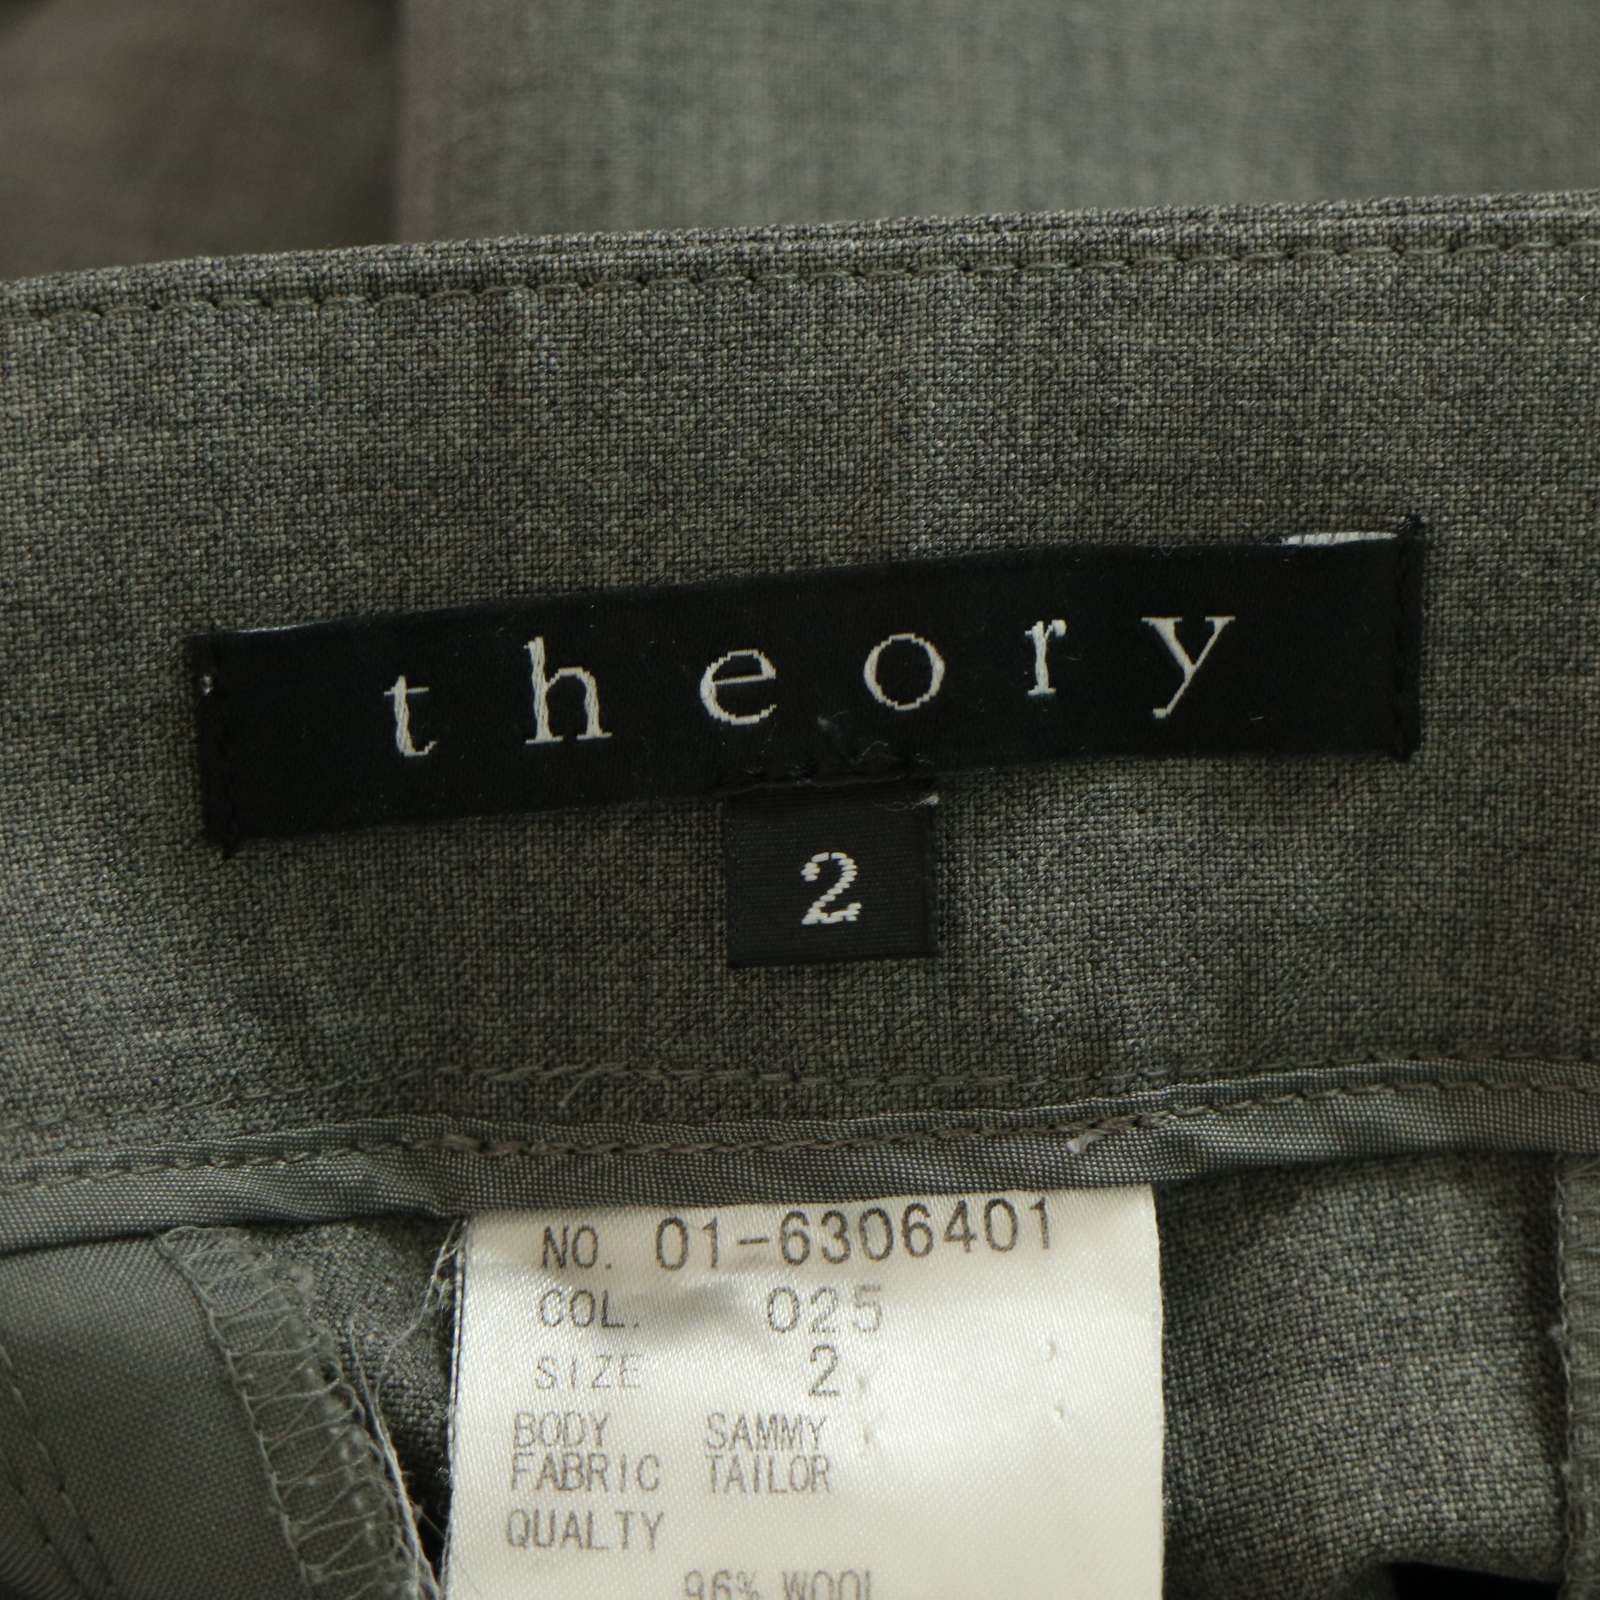 theory
2
NO. 01-6306401
COL. 025
SIZE 2
BODY SAMMY
FABRIC TAILOR
QUALTY
96% WOOL